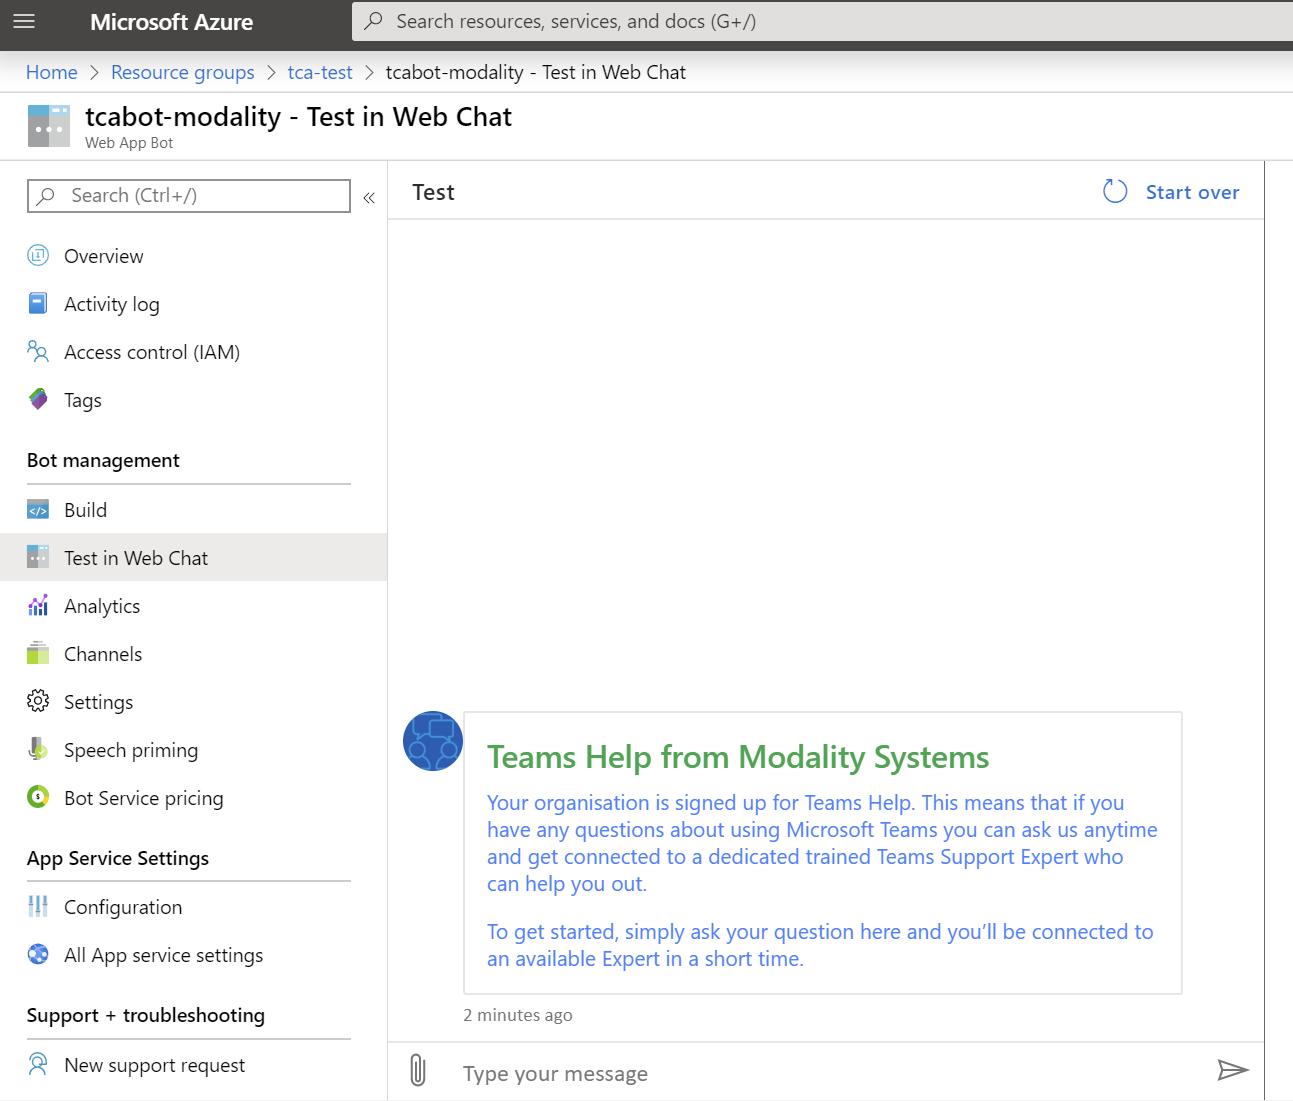 Microsoft Azure
Search resources, services, and docs (G+/)
Home > Resource groups > tca-test > tcabot-modality - Test in Web Chat
tcabot-modality - Test in Web Chat
Web App Bot
Search (Ctrl+/)
«
Overview
Activity log
Access control (IAM)
Tags
Bot management
Build
Test in Web Chat
Analytics
Channels
Settings
Speech priming
Bot Service pricing
App Service Settings
Configuration
All App service settings
Support + troubleshooting
New support request
Test
Start over
Teams Help from Modality Systems
Your organisation is signed up for Teams Help. This means that if you
have any questions about using Microsoft Teams you can ask us anytime
and get connected to a dedicated trained Teams Support Expert who
can help you out.
To get started, simply ask your question here and you’ll be connected to
an available Expert in a short time.
2 minutes ago
Type your message